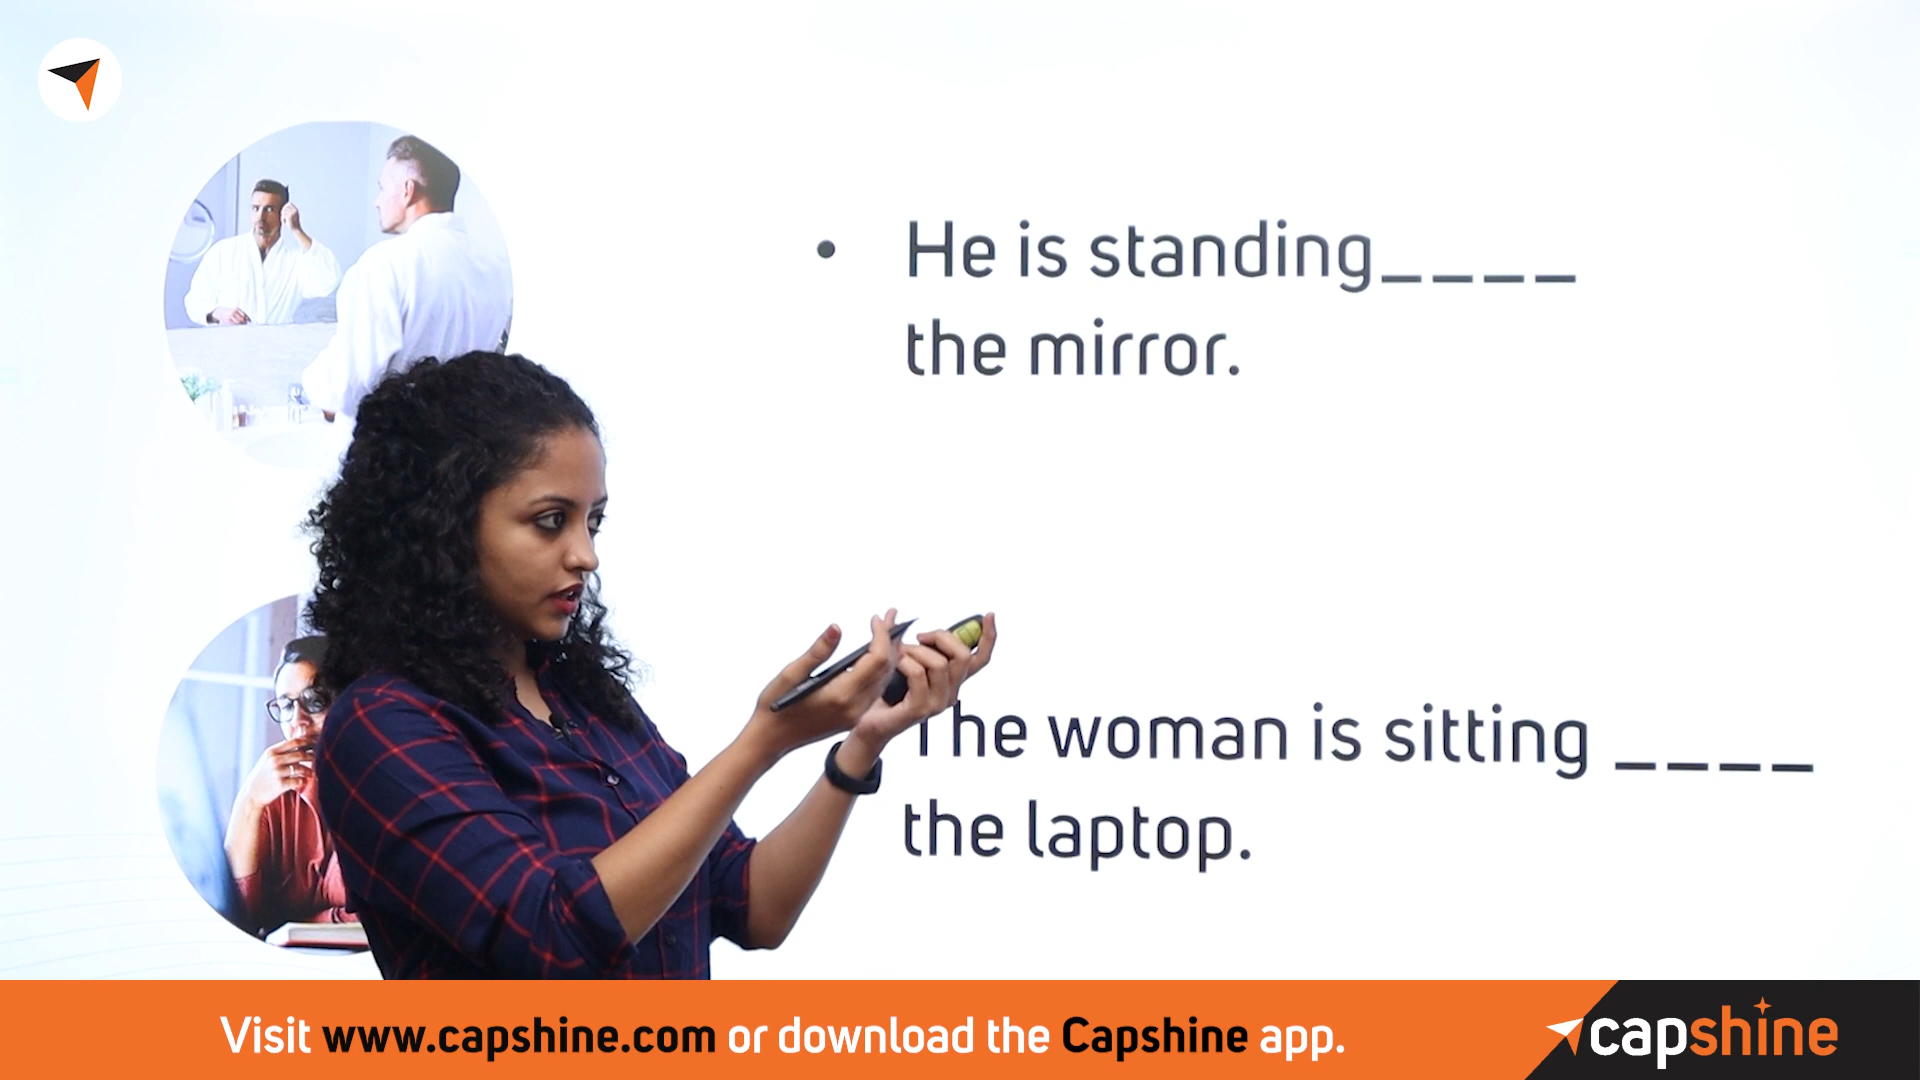 • He is standing____
the mirror.
The woman is sitting ____
the laptop.
Visit www.capshine.com or download the Capshine app.
capshine